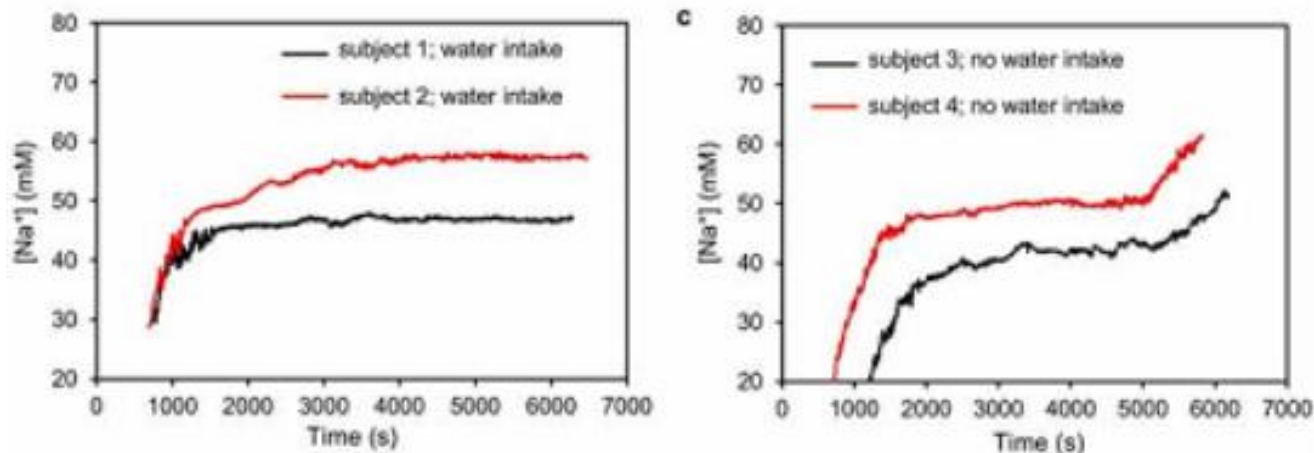 80
70
60
50
40
30
20
[Na⁺] (mM)
subject 1; water intake
subject 2; water intake
0 1000 2000 3000 4000 5000 6000 7000
Time (s)
c
80
70
60
50
40
30
20
[Na⁺] (mM)
subject 3; no water intake
subject 4; no water intake
0 1000 2000 3000 4000 5000 6000 7000
Time (s)